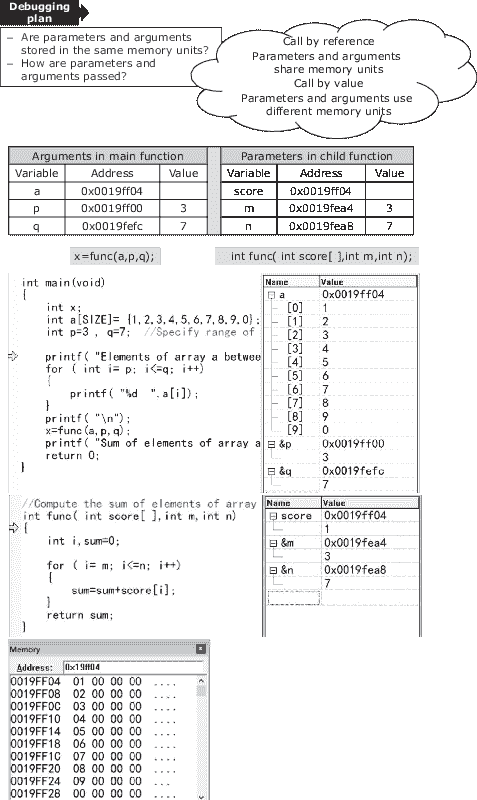 Debugging
plan
– Are parameters and arguments
stored in the same memory units?
– How are parameters and
arguments passed?
Call by reference
Parameters and arguments
share memory units
Call by value
Parameters and arguments use
different memory units
Arguments in main function Parameters in child function
Variable Address Value Variable Address Value
a 0x0019ff04 score 0x0019ff04
p 0x0019ff00 3 m 0x0019fea4 3
q 0x0019fefc 7 n 0x0019fea8 7
x=func(a,p,q); int func( int score[ ],int m,int n);
int main(void)
{
int x;
int a[SIZE]= {1,2,3,4,5,6,7,8,9,0};
int p=3 , q=7; //Specify range of
printf( "Elements of array a betwee
for ( int i= p; i<=q; i++)
{
printf( "%d ",a[i]);
}
printf( "\n");
x=func(a,p,q);
printf( "Sum of elements of array a
return 0;
}
Name Value
a 0x0019ff04
[0] 1
[1] 2
[2] 3
[3] 4
[4] 5
[5] 6
[6] 7
[7] 8
[8] 9
[9] 0
&p 0x0019ff00
3
&q 0x0019fefc
7
//Compute the sum of elements of array
int func( int score[ ],int m,int n)
{
int i,sum=0;
for ( i= m; i<=n; i++)
{
sum=sum+score[i];
}
return sum;
}
Name Value
score 0x0019ff04
1
&m 0x0019fea4
3
&n 0x0019fea8
7
Memory x
Address: 0x19ff04
0019FF04 01 00 00 00 ....
0019FF08 02 00 00 00 ....
0019FF0C 03 00 00 00 ....
0019FF10 04 00 00 00 ....
0019FF14 05 00 00 00 ....
0019FF18 06 00 00 00 ....
0019FF1C 07 00 00 00 ....
0019FF20 08 00 00 00 ....
0019FF24 09 00 00 00 ....
0019FF28 00 00 00 00 ....